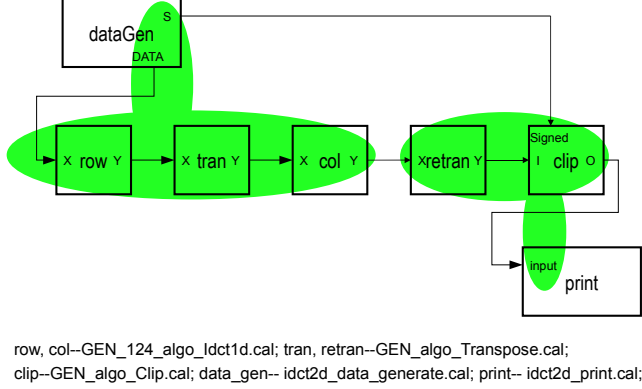 S
dataGen
DATA
X row Y
X tran Y
X col Y
X retran Y
Signed
I clip O
input
print
row, col--GEN_124_algo_Idct1d.cal; tran, retran--GEN_algo_Transpose.cal;
clip--GEN_algo_Clip.cal; data_gen-- idct2d_data_generate.cal; print-- idct2d_print.cal;